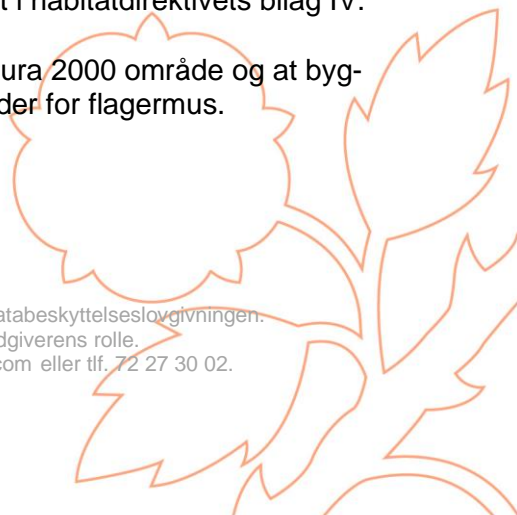 t i habitatdirektivets bilag IV.
ura 2000 område og at byg-
der for flagermus.
atabeskyttelseslovgivningen.
dgiverens rolle.
com eller tlf. 72 27 30 02.